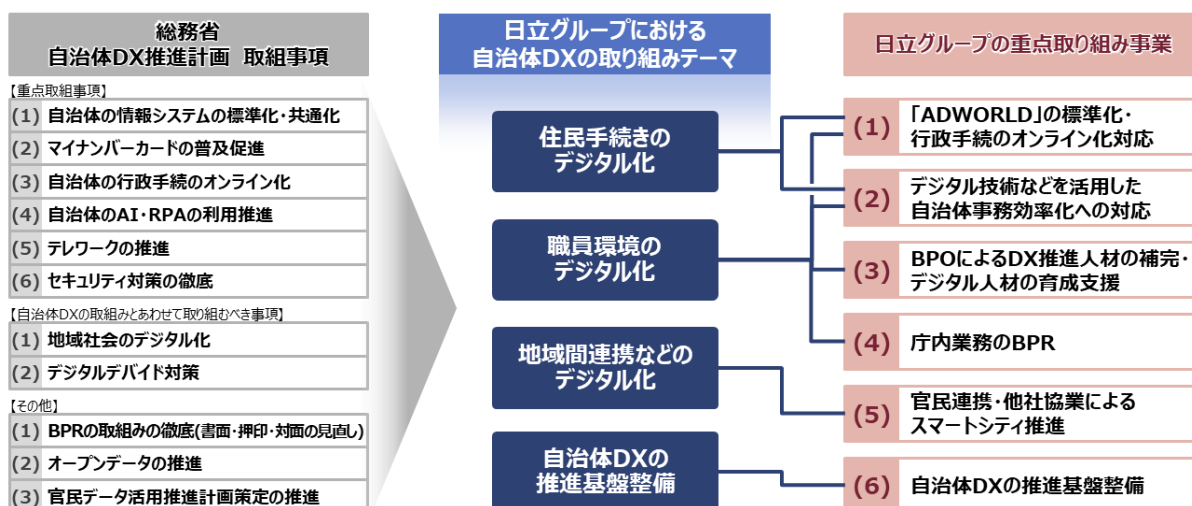 総務省
自治体DX推進計画 取組事項
【重点取組事項】
(1) 自治体の情報システムの標準化・共通化
(2) マイナンバーカードの普及促進
(3) 自治体の行政手続のオンライン化
(4) 自治体のAI・RPAの利用推進
(5) テレワークの推進
(6) セキュリティ対策の徹底
【自治体DXの取組みとあわせて取り組むべき事項】
(1) 地域社会のデジタル化
(2) デジタルデバイド対策
【その他】
(1) BPRの取組みの徹底(書面・押印・対面の見直し)
(2) オープンデータの推進
(3) 官民データ活用推進計画策定の推進
日立グループにおける
自治体DXの取り組みテーマ
住民手続きの
デジタル化
職員環境の
デジタル化
地域間連携などの
デジタル化
自治体DXの
推進基盤整備
日立グループの重点取り組み事業
(1) 「ADWORLD」の標準化・
行政手続のオンライン化対応
(2) デジタル技術などを活用した
自治体事務効率化への対応
(3) BPOによるDX推進人材の補完・
デジタル人材の育成支援
(4) 庁内業務のBPR
(5) 官民連携・他社協業による
スマートシティ推進
(6) 自治体DXの推進基盤整備